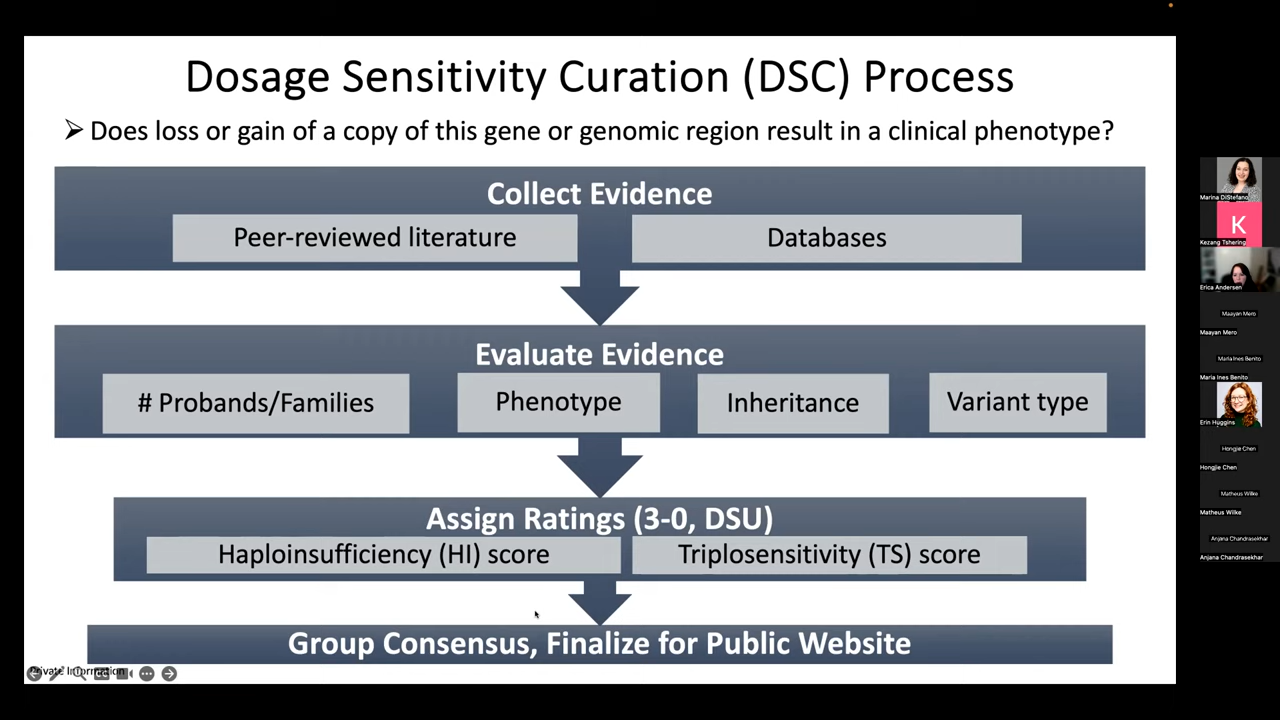 Dosage Sensitivity Curation (DSC) Process
➢ Does loss or gain of a copy of this gene or genomic region result in a clinical phenotype?
Collect Evidence
Peer-reviewed literature
Databases
Evaluate Evidence
# Probands/Families
Phenotype
Inheritance
Variant type
Assign Ratings (3-0, DSU)
Haploinsufficiency (HI) score
Triplosensitivity (TS) score
Group Consensus, Finalize for Public Website
Private Information
Marina DiStefano
K
Kezang Tshering
Erica Andersen
Maayan Mero
Maayan Mero
Maria Ines Benito
Maria Ines Benito
Erin Huggins
Hongjie Chen
Hongjie Chen
Matheus Wilke
Matheus Wilke
Anjana Chandrasekhar
Anjana Chandrasekhar